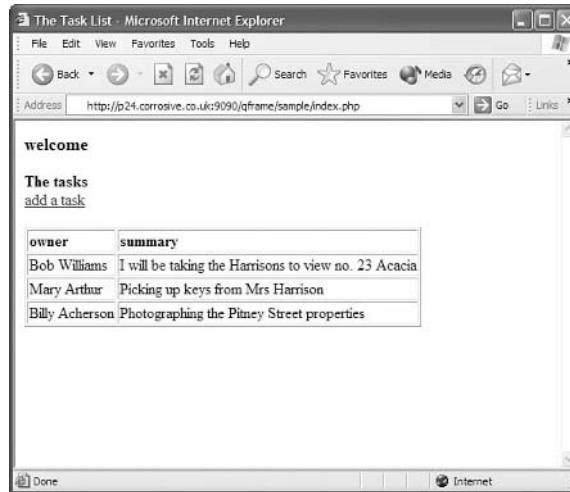 The Task List - Microsoft Internet Explorer
File Edit View Favorites Tools Help
Back Search Favorites Media
Address http://p24.corrosive.co.uk:9090/qframe/sample/index.php Go Links
welcome
The tasks
add a task
owner summary
Bob Williams I will be taking the Harrisons to view no. 23 Acacia
Mary Arthur Picking up keys from Mrs Harrison
Billy Acherson Photographing the Pitney Street properties
Done Internet